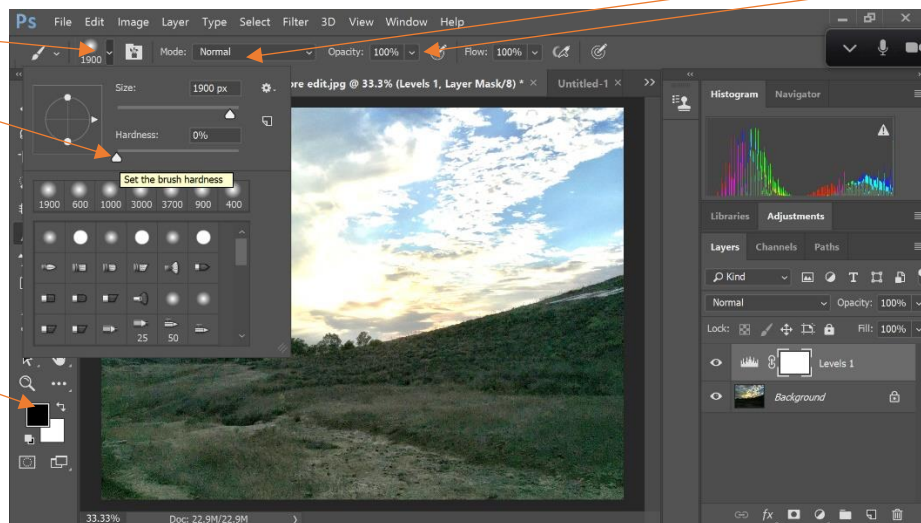 Ps File Edit Image Layer Type Select Filter 3D View Window Help
1900 Mode: Normal Opacity: 100% Flow: 100%
re edit.jpg @ 33.3% (Levels 1, Layer Mask/8) * × Untitled-1 × >>
Size: 1900 px
Hardness: 0%
Set the brush hardness
1900 600 1000 3000 3700 900 400
25 50
Histogram Navigator
Libraries Adjustments
Layers Channels Paths
Kind
Normal Opacity: 100%
Lock: Fill: 100%
Levels 1
Background
fx
33.33% Doc: 22.9M/22.9M